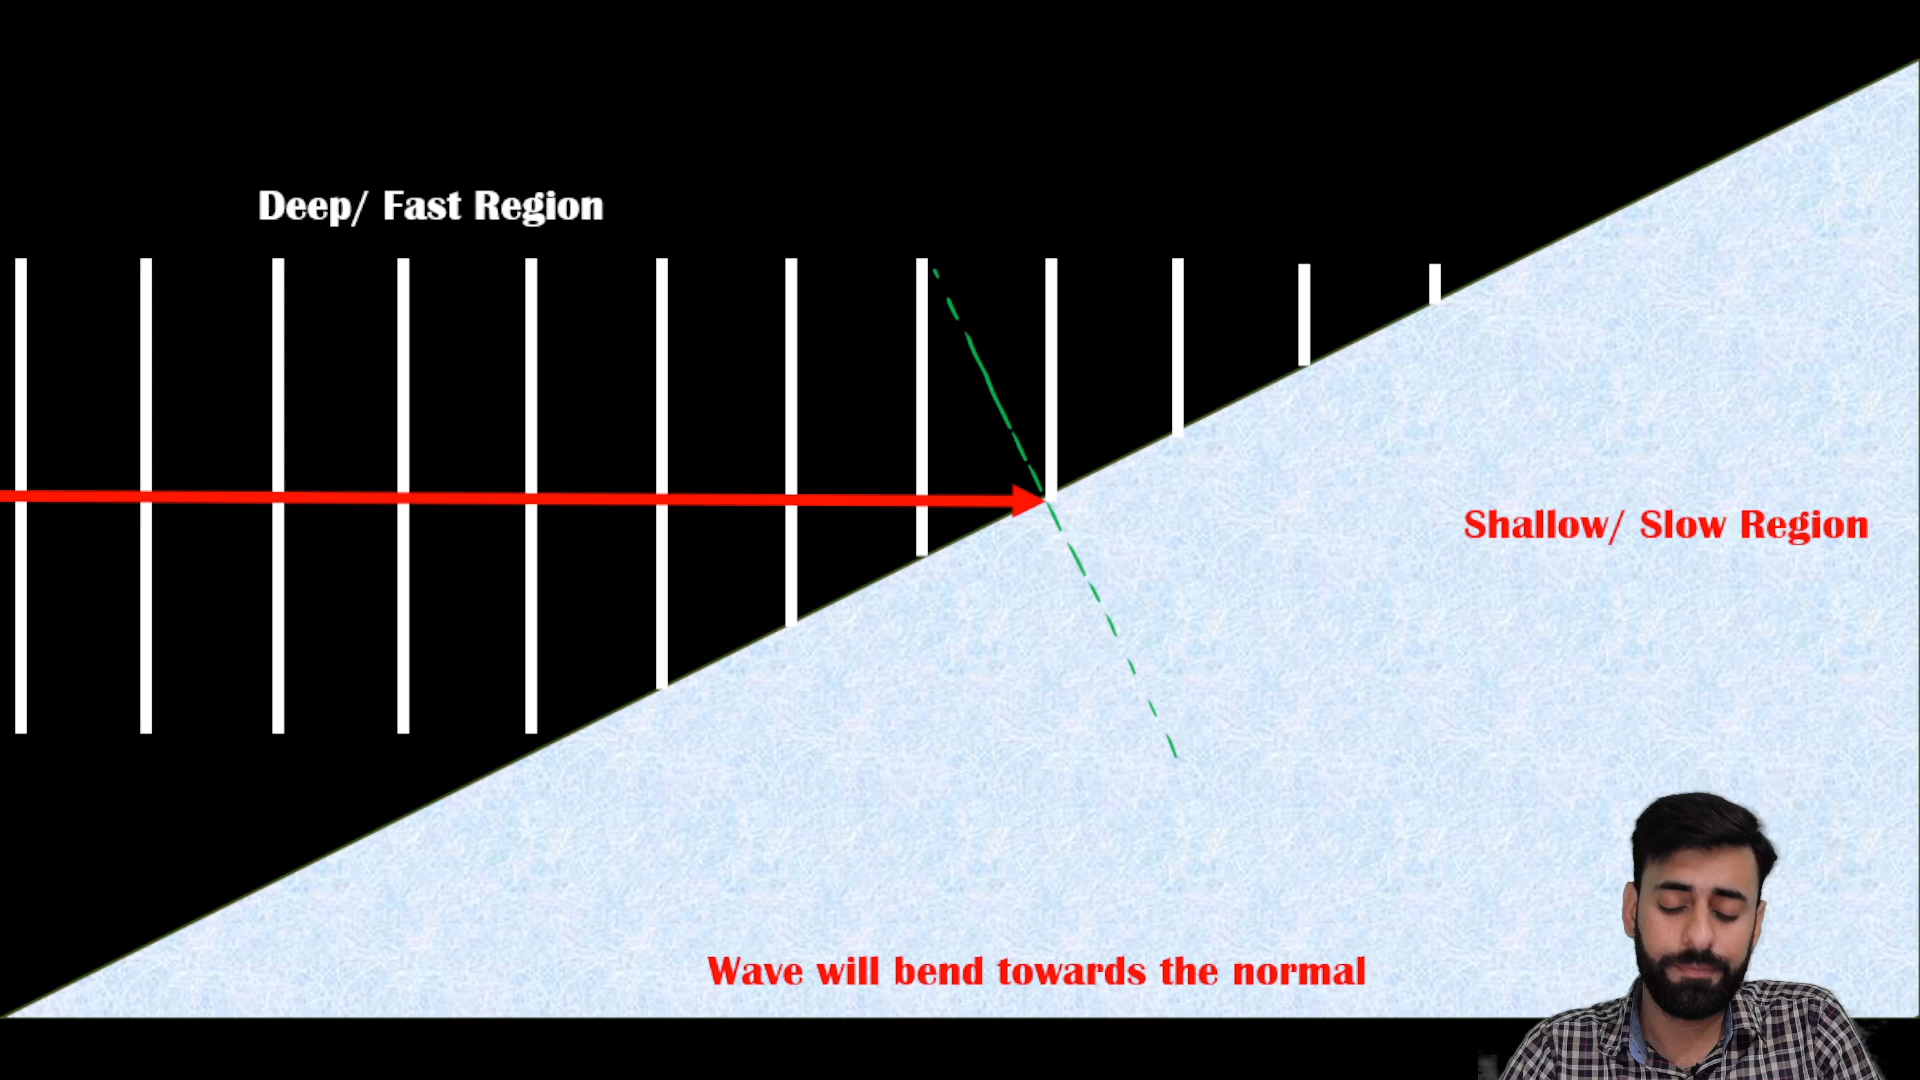 Deep/ Fast Region
Shallow/ Slow Region
Wave will bend towards the normal